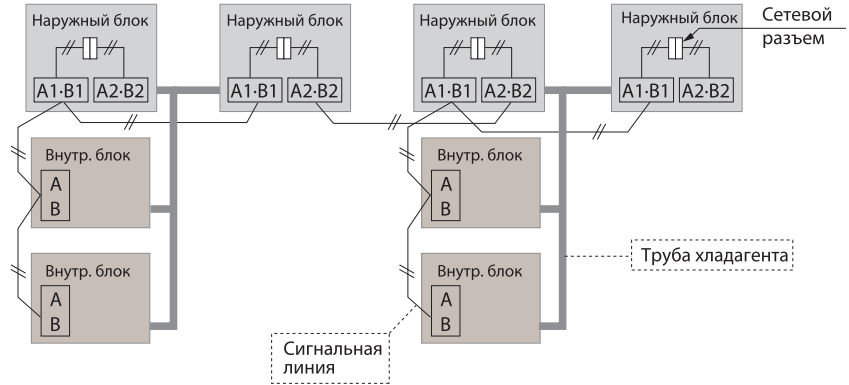 Наружный блок
A1·B1 A2·B2
Наружный блок
A1·B1 A2·B2
Наружный блок
A1·B1 A2·B2
Наружный блок
A1·B1 A2·B2
Сетевой
разъем
Внутр. блок
A
B
Внутр. блок
A
B
Внутр. блок
A
B
Внутр. блок
A
B
Труба хладагента
Сигнальная
линия